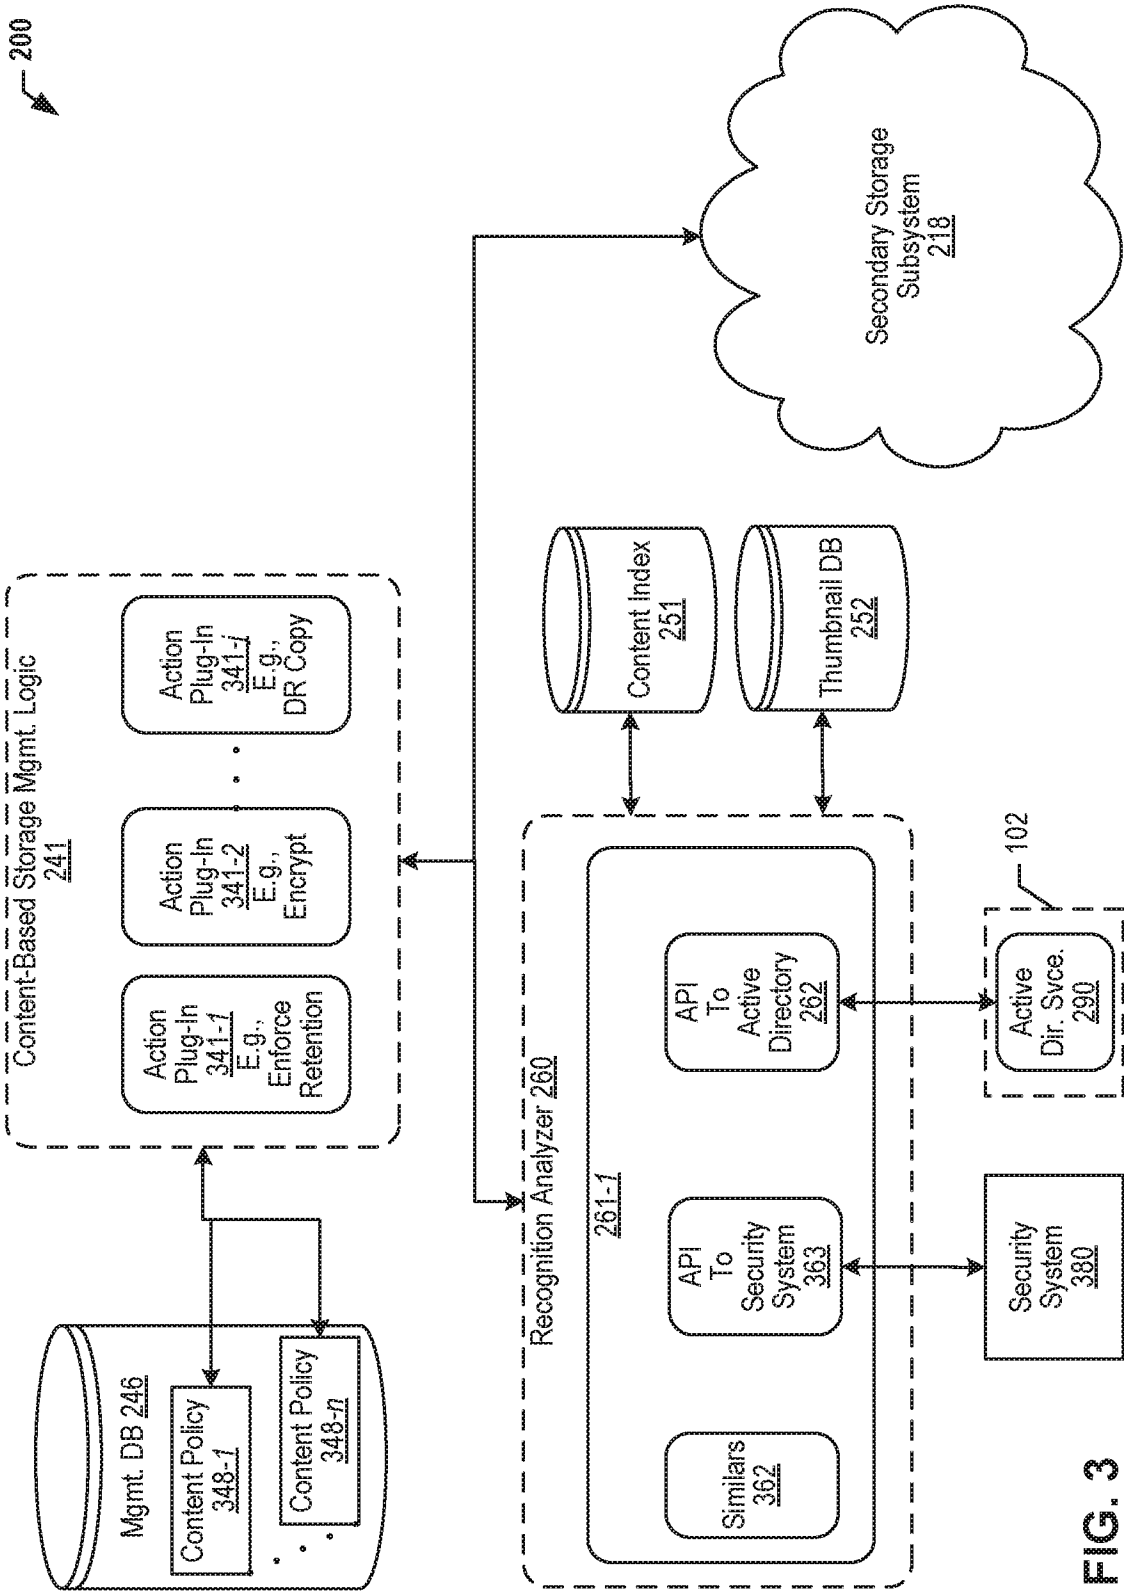 200
Mgmt. DB 246
Content Policy
348-1
Content Policy
348-n
Content-Based Storage Mgmt. Logic
241
Action
Plug-In
341-1
E.g.,
Enforce
Retention
Action
Plug-In
341-2
E.g.,
Encrypt
Action
Plug-In
341-j
E.g.,
DR Copy
Recognition Analyzer 260
261-1
Similars
362
API
To
Security
System
363
API
To
Active
Directory
262
Content Index
251
Thumbnail DB
252
Secondary Storage
Subsystem
218
Security
System
380
Active
Dir. Svce.
290
102
FIG. 3